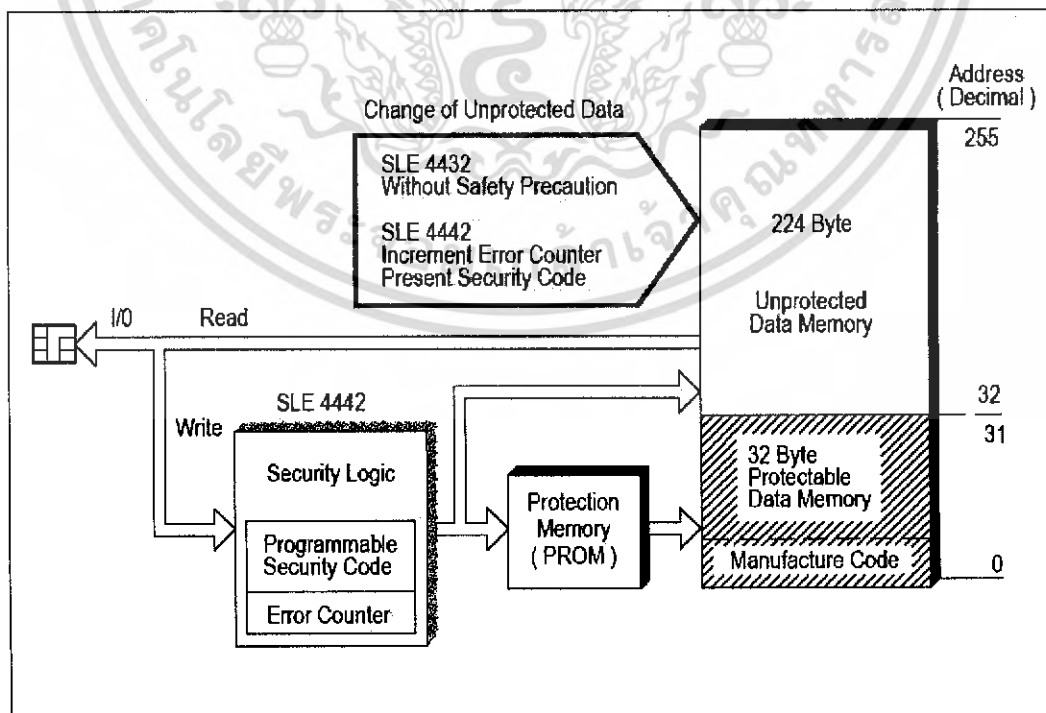 Address
( Decimal )
255
Change of Unprotected Data
SLE 4432
Without Safety Precaution
SLE 4442
Increment Error Counter
Present Security Code
224 Byte
Unprotected
Data Memory
I/O
Read
32
31
SLE 4442
Write
Security Logic
Programmable
Security Code
Error Counter
Protection
Memory
( PROM )
32 Byte
Protectable
Data Memory
Manufacture Code
0